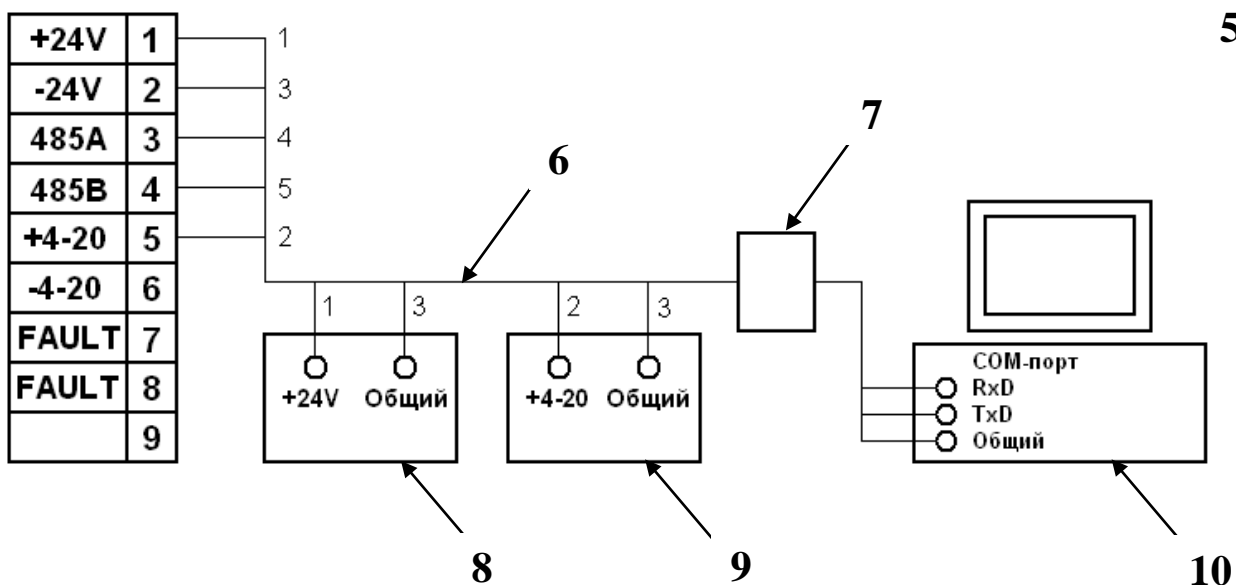 5
+24V 1 1
-24V 2 3
485A 3 4
485B 4 5
+4-20 5 2
-4-20 6
FAULT 7
FAULT 8
9
6
7
1 3 2 3
+24V Общий +4-20 Общий
COM-порт
RxD
TxD
Общий
8 9 10